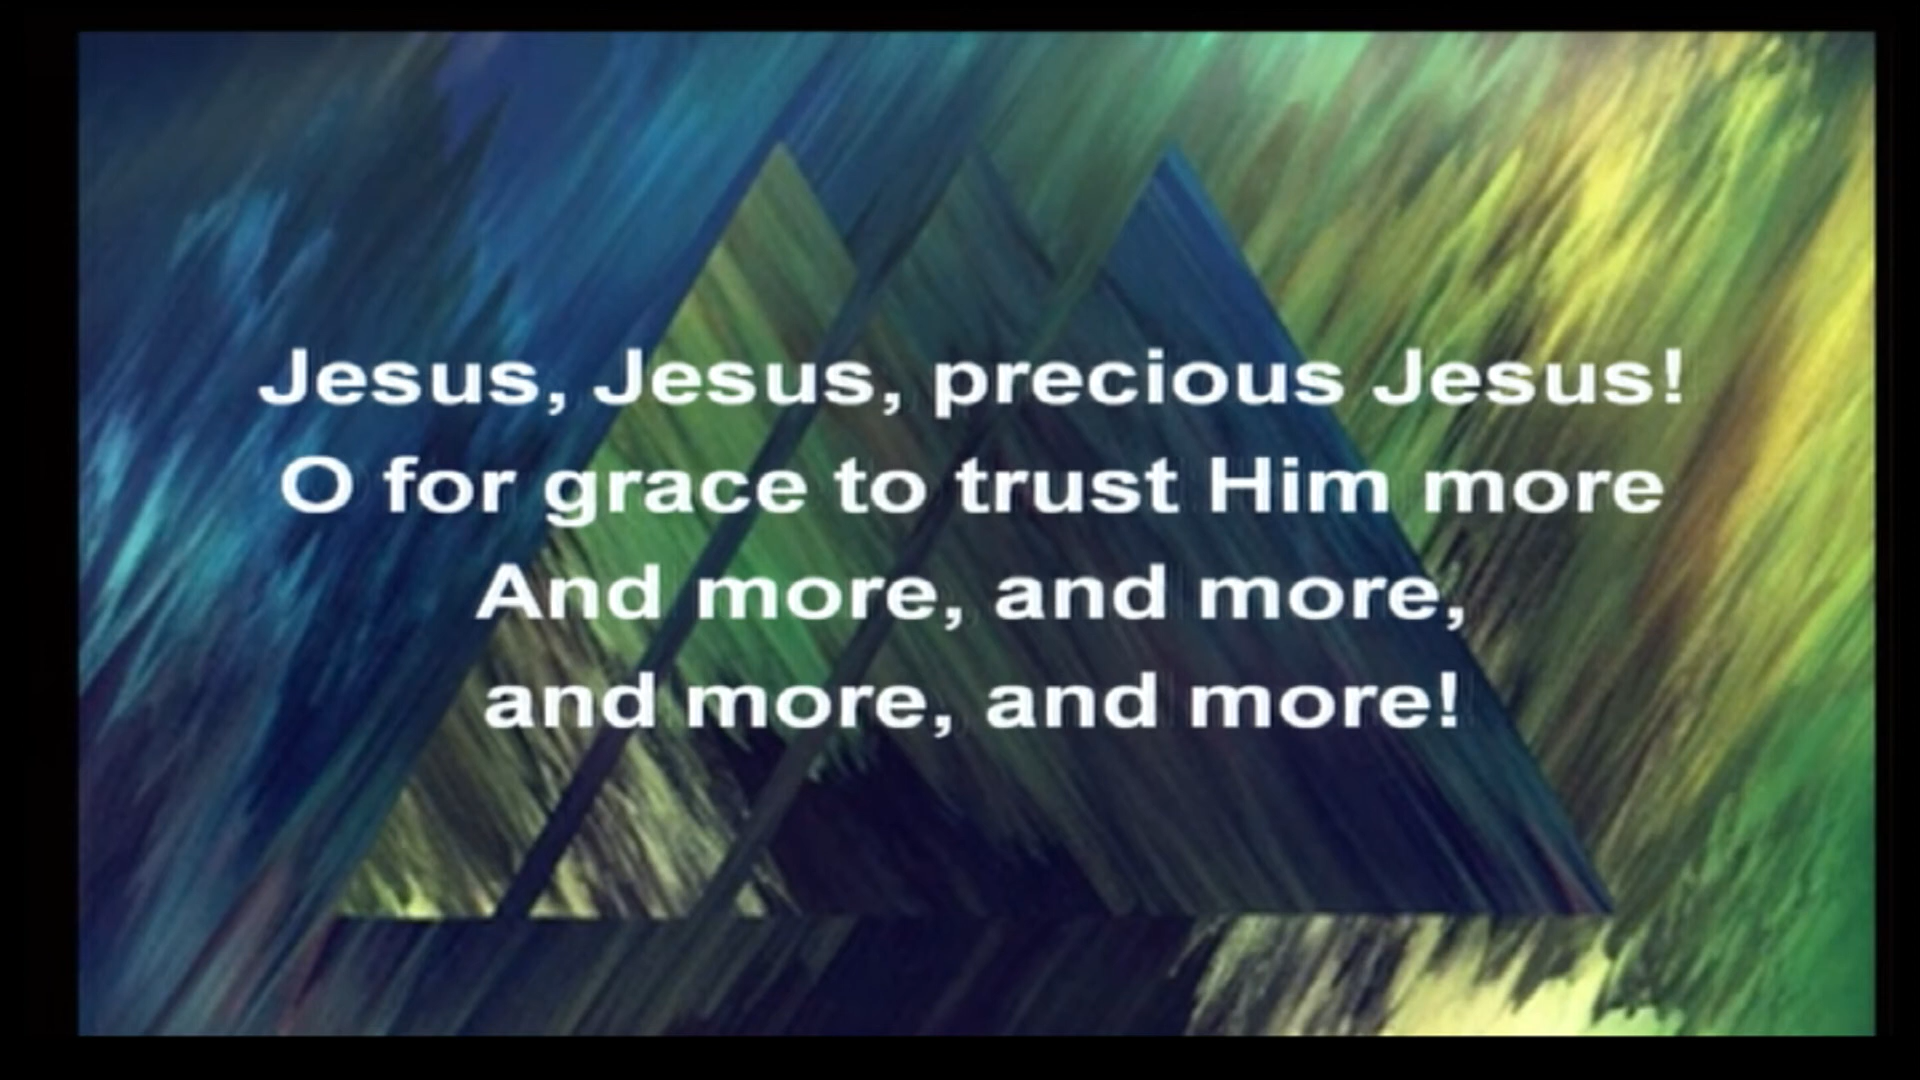 Jesus, Jesus, precious Jesus!
O for grace to trust Him more
And more, and more,
and more, and more!